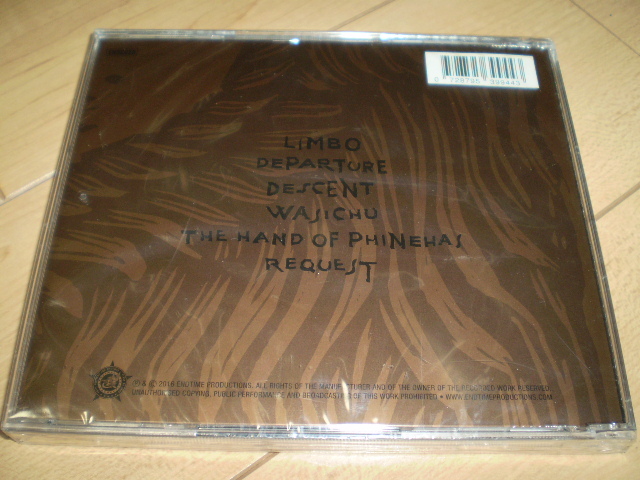 LIMBO
DEPARTURE
DESCENT
WASICHU
THE HAND OF PHINEHAS
REQUEST
℗ & © 2016 ENDTIME PRODUCTIONS. ALL RIGHTS OF THE MANUFACTURER AND OF THE OWNER OF THE RECORDED WORK RESERVED.
UNAUTHORIZED COPYING, PUBLIC PERFORMANCE AND BROADCASTING OF THIS WORK PROHIBITED • WWW.ENDTIMEPRODUCTIONS.COM